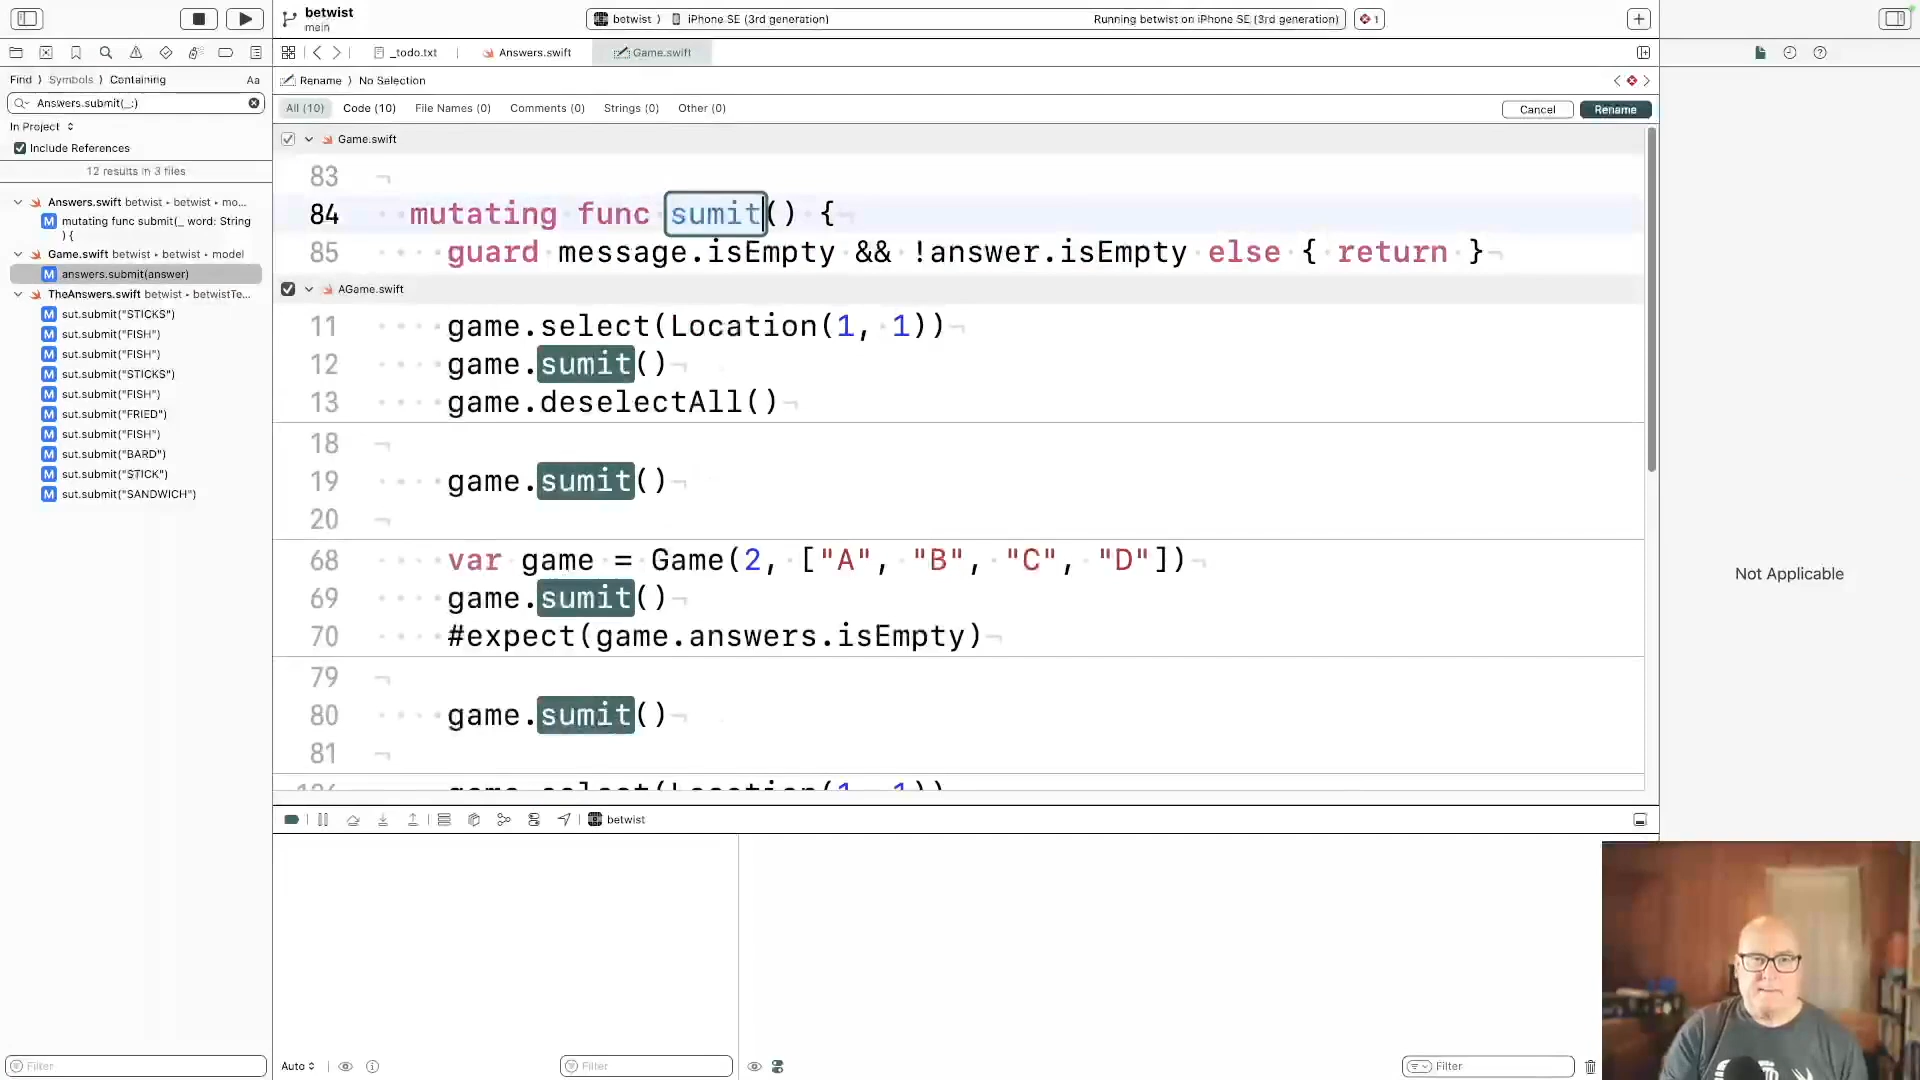 betwist
main
betwist
iPhone SE (3rd generation)
Running betwist on iPhone SE (3rd generation)
1
_todo.txt
Answers.swift
Game.swift
Find
Symbols
Containing
Aa
Rename
No Selection
Answers.submit(_:)
All (10)
Code (10)
File Names (0)
Comments (0)
Strings (0)
Other (0)
Cancel
Rename
In Project
Include References
12 results in 3 files
Answers.swift betwist • betwist • mo...
M mutating func submit(_ word: String
) {
Game.swift betwist • betwist • model
M answers.submit(answer)
TheAnswers.swift betwist • betwistTe...
M sut.submit("STICKS")
M sut.submit("FISH")
M sut.submit("FISH")
M sut.submit("STICKS")
M sut.submit("FISH")
M sut.submit("FRIED")
M sut.submit("FISH")
M sut.submit("BARD")
M sut.submit("STICK")
M sut.submit("SANDWICH")
Game.swift
83
84 mutating func sumit() {
85 guard message.isEmpty && !answer.isEmpty else { return }
AGame.swift
11 game.select(Location(1, 1))
12 game.sumit()
13 game.deselectAll()
18
19 game.sumit()
20
68 var game = Game(2, ["A", "B", "C", "D"])
69 game.sumit()
70 #expect(game.answers.isEmpty)
79
80 game.sumit()
81
game.select(Location(1, 1))
Not Applicable
betwist
Filter
Auto
Filter
Filter